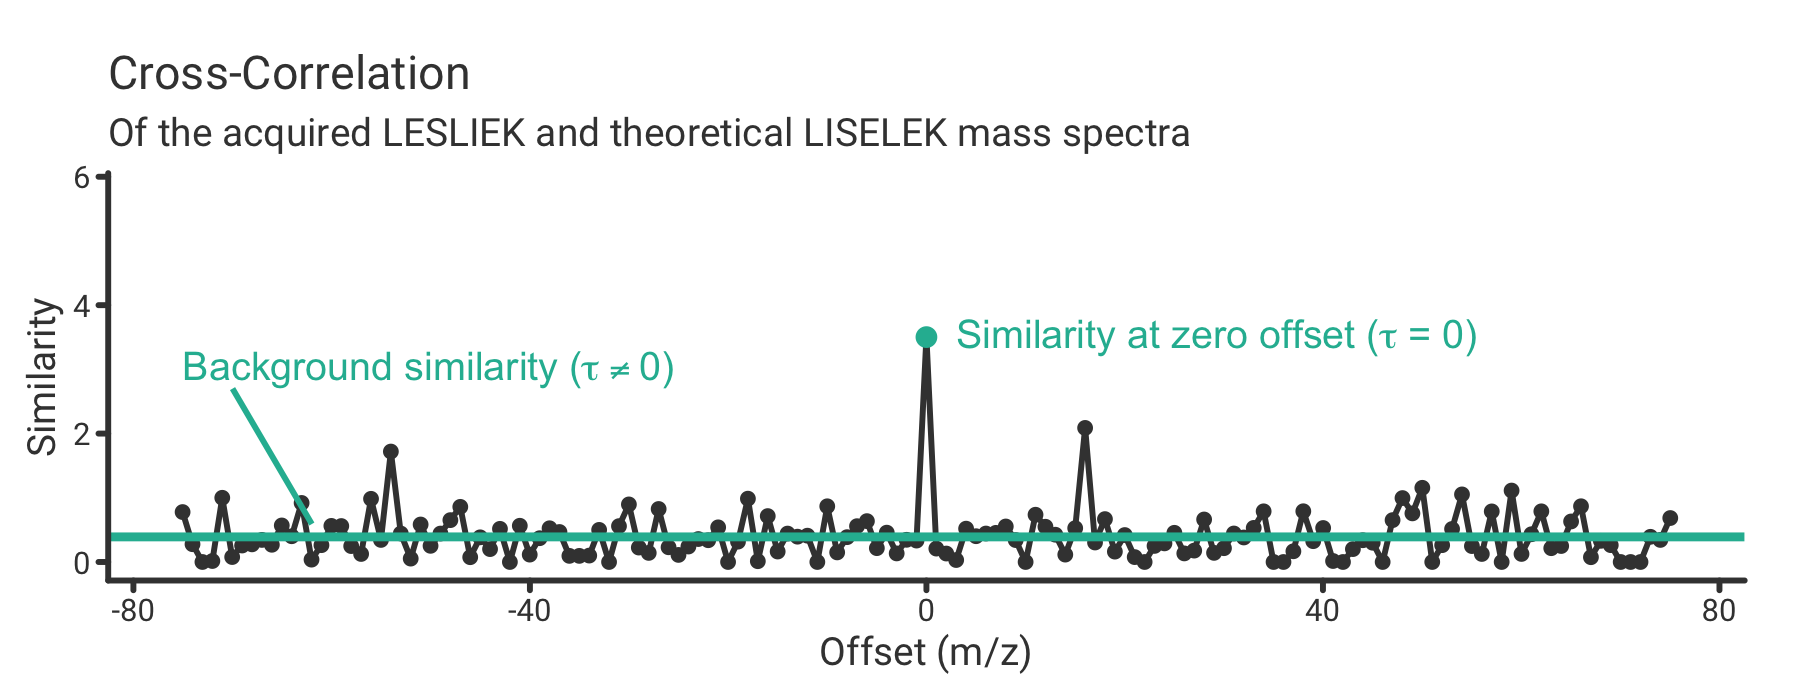 Cross-Correlation
Of the acquired LESLIEK and theoretical LISELEK mass spectra
6
4
2
0
Similarity
Background similarity (τ ≠ 0)
Similarity at zero offset (τ = 0)
-80
-40
0
40
80
Offset (m/z)